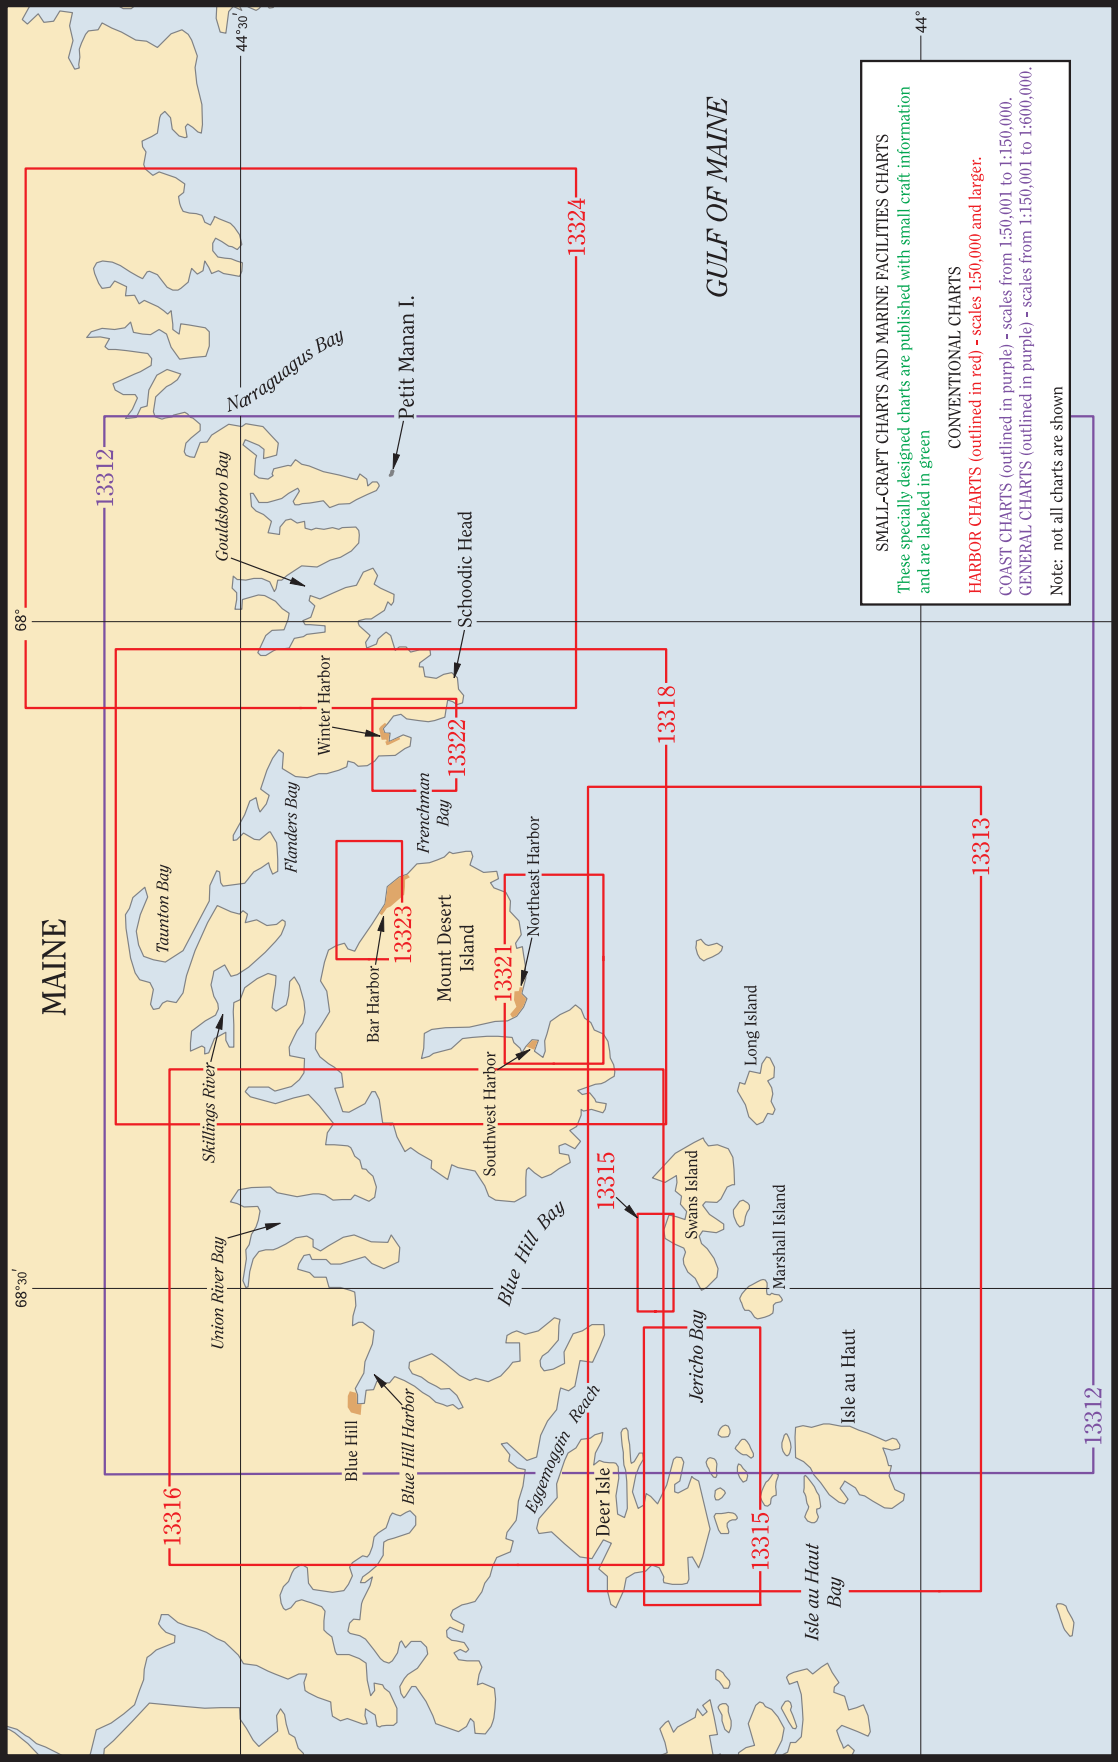 MAINE
68°30′
68°
44°30′
44°
13312
13316
13324
Taunton Bay
Union River Bay
Skillings River
Flanders Bay
Gouldsboro Bay
Narraguagus Bay
Winter Harbor
Blue Hill
Blue Hill Harbor
Bar Harbor
13323
Frenchman
Bay
Petit Manan I.
Mount Desert
Island
13322
Schoodic Head
Southwest Harbor
13321
Northeast Harbor
Blue Hill Bay
Eggemoggin Reach
Deer Isle
13315
13318
Swans Island
Jericho Bay
GULF OF MAINE
13315
Long Island
Marshall Island
Isle au Haut
Isle au Haut
Bay
13313
13312
SMALL-CRAFT CHARTS AND MARINE FACILITIES CHARTS
These specially designed charts are published with small craft information
and are labeled in green
CONVENTIONAL CHARTS
HARBOR CHARTS (outlined in red) - scales 1:50,000 and larger.
COAST CHARTS (outlined in purple) - scales from 1:50,001 to 1:150,000.
GENERAL CHARTS (outlined in purple) - scales from 1:150,001 to 1:600,000.
Note: not all charts are shown